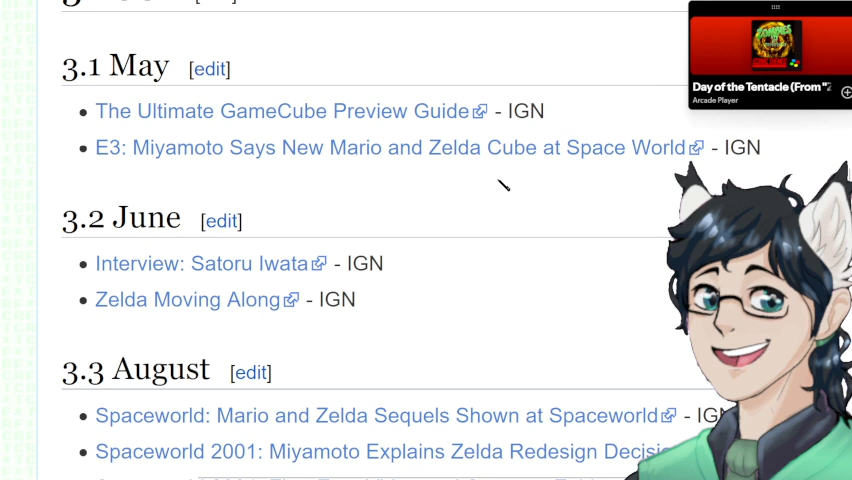 3.1 May [edit]
The Ultimate GameCube Preview Guide - IGN
E3: Miyamoto Says New Mario and Zelda Cube at Space World - IGN
3.2 June [edit]
Interview: Satoru Iwata - IGN
Zelda Moving Along - IGN
3.3 August [edit]
Spaceworld: Mario and Zelda Sequels Shown at Spaceworld - IGN
Spaceworld 2001: Miyamoto Explains Zelda Redesign
ZOMBIES
Day of the Tentacle (From "
Arcade Player